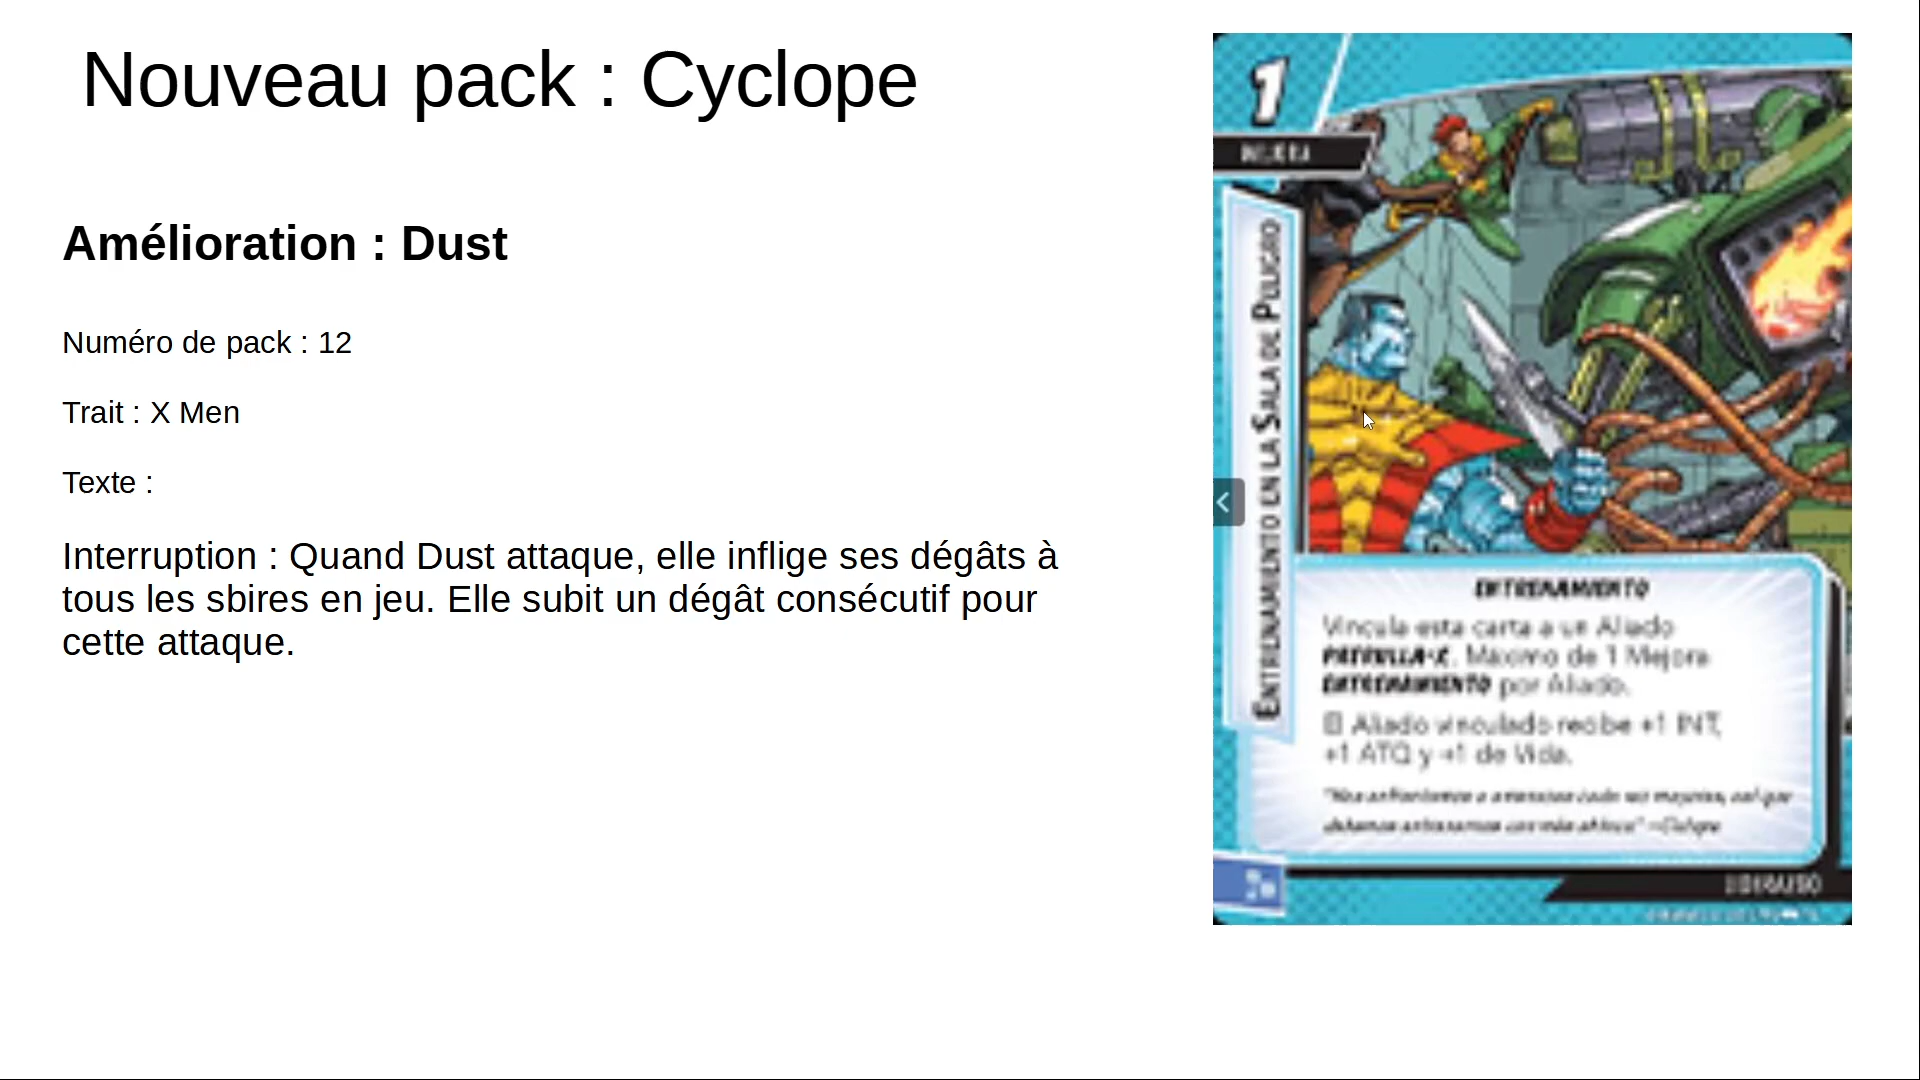 Nouveau pack : Cyclope
Amélioration : Dust
Numéro de pack : 12
Trait : X Men
Texte :
Interruption : Quand Dust attaque, elle inflige ses dégâts à
tous les sbires en jeu. Elle subit un dégât consécutif pour
cette attaque.
1
MEJORA
ENTRENAMIENTO EN LA SALA DE PELIGRO
ENTRENAMIENTO
Vincula esta carta a un Aliado
PATRULLA-X. Máximo de 1 Mejora
ENTRENAMIENTO por Aliado.
El Aliado vinculado recibe +1 INT,
+1 ATQ y +1 de Vida.
LIDERAZGO